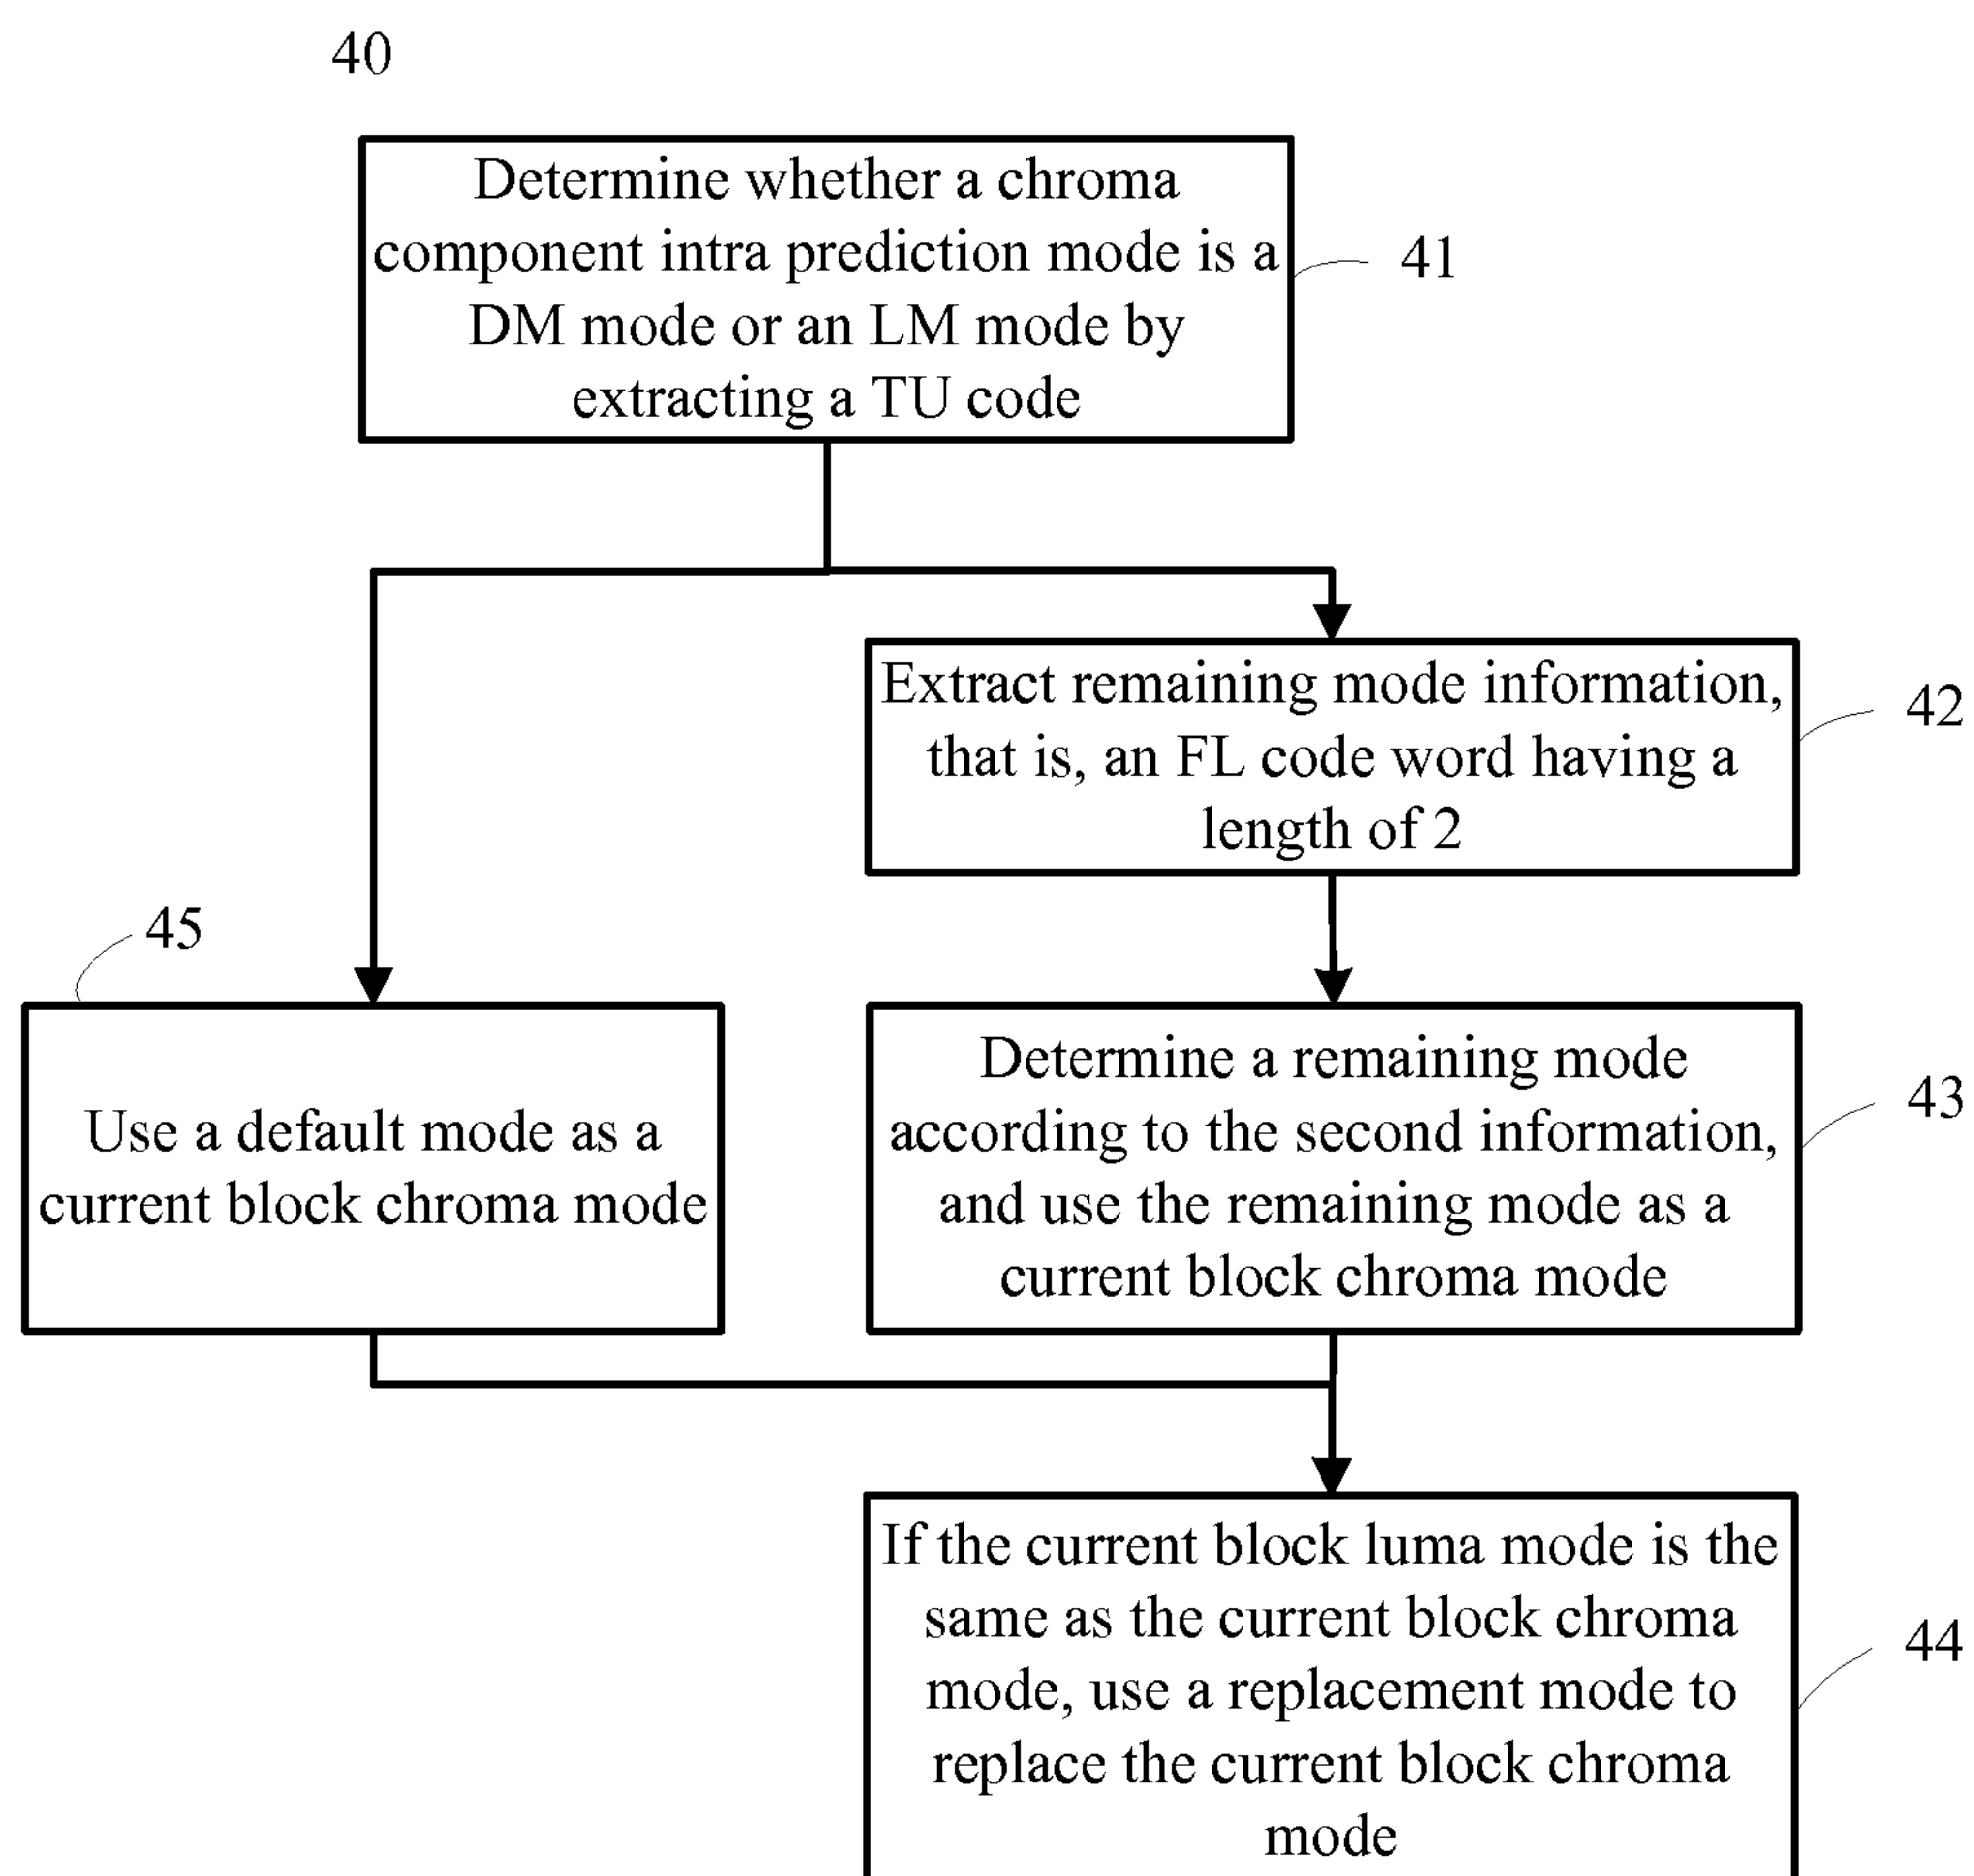 40
Determine whether a chroma
component intra prediction mode is a
DM mode or an LM mode by
extracting a TU code
41
Extract remaining mode information,
that is, an FL code word having a
length of 2
42
45
Use a default mode as a
current block chroma mode
Determine a remaining mode
according to the second information,
and use the remaining mode as a
current block chroma mode
43
If the current block luma mode is the
same as the current block chroma
mode, use a replacement mode to
replace the current block chroma
mode
44